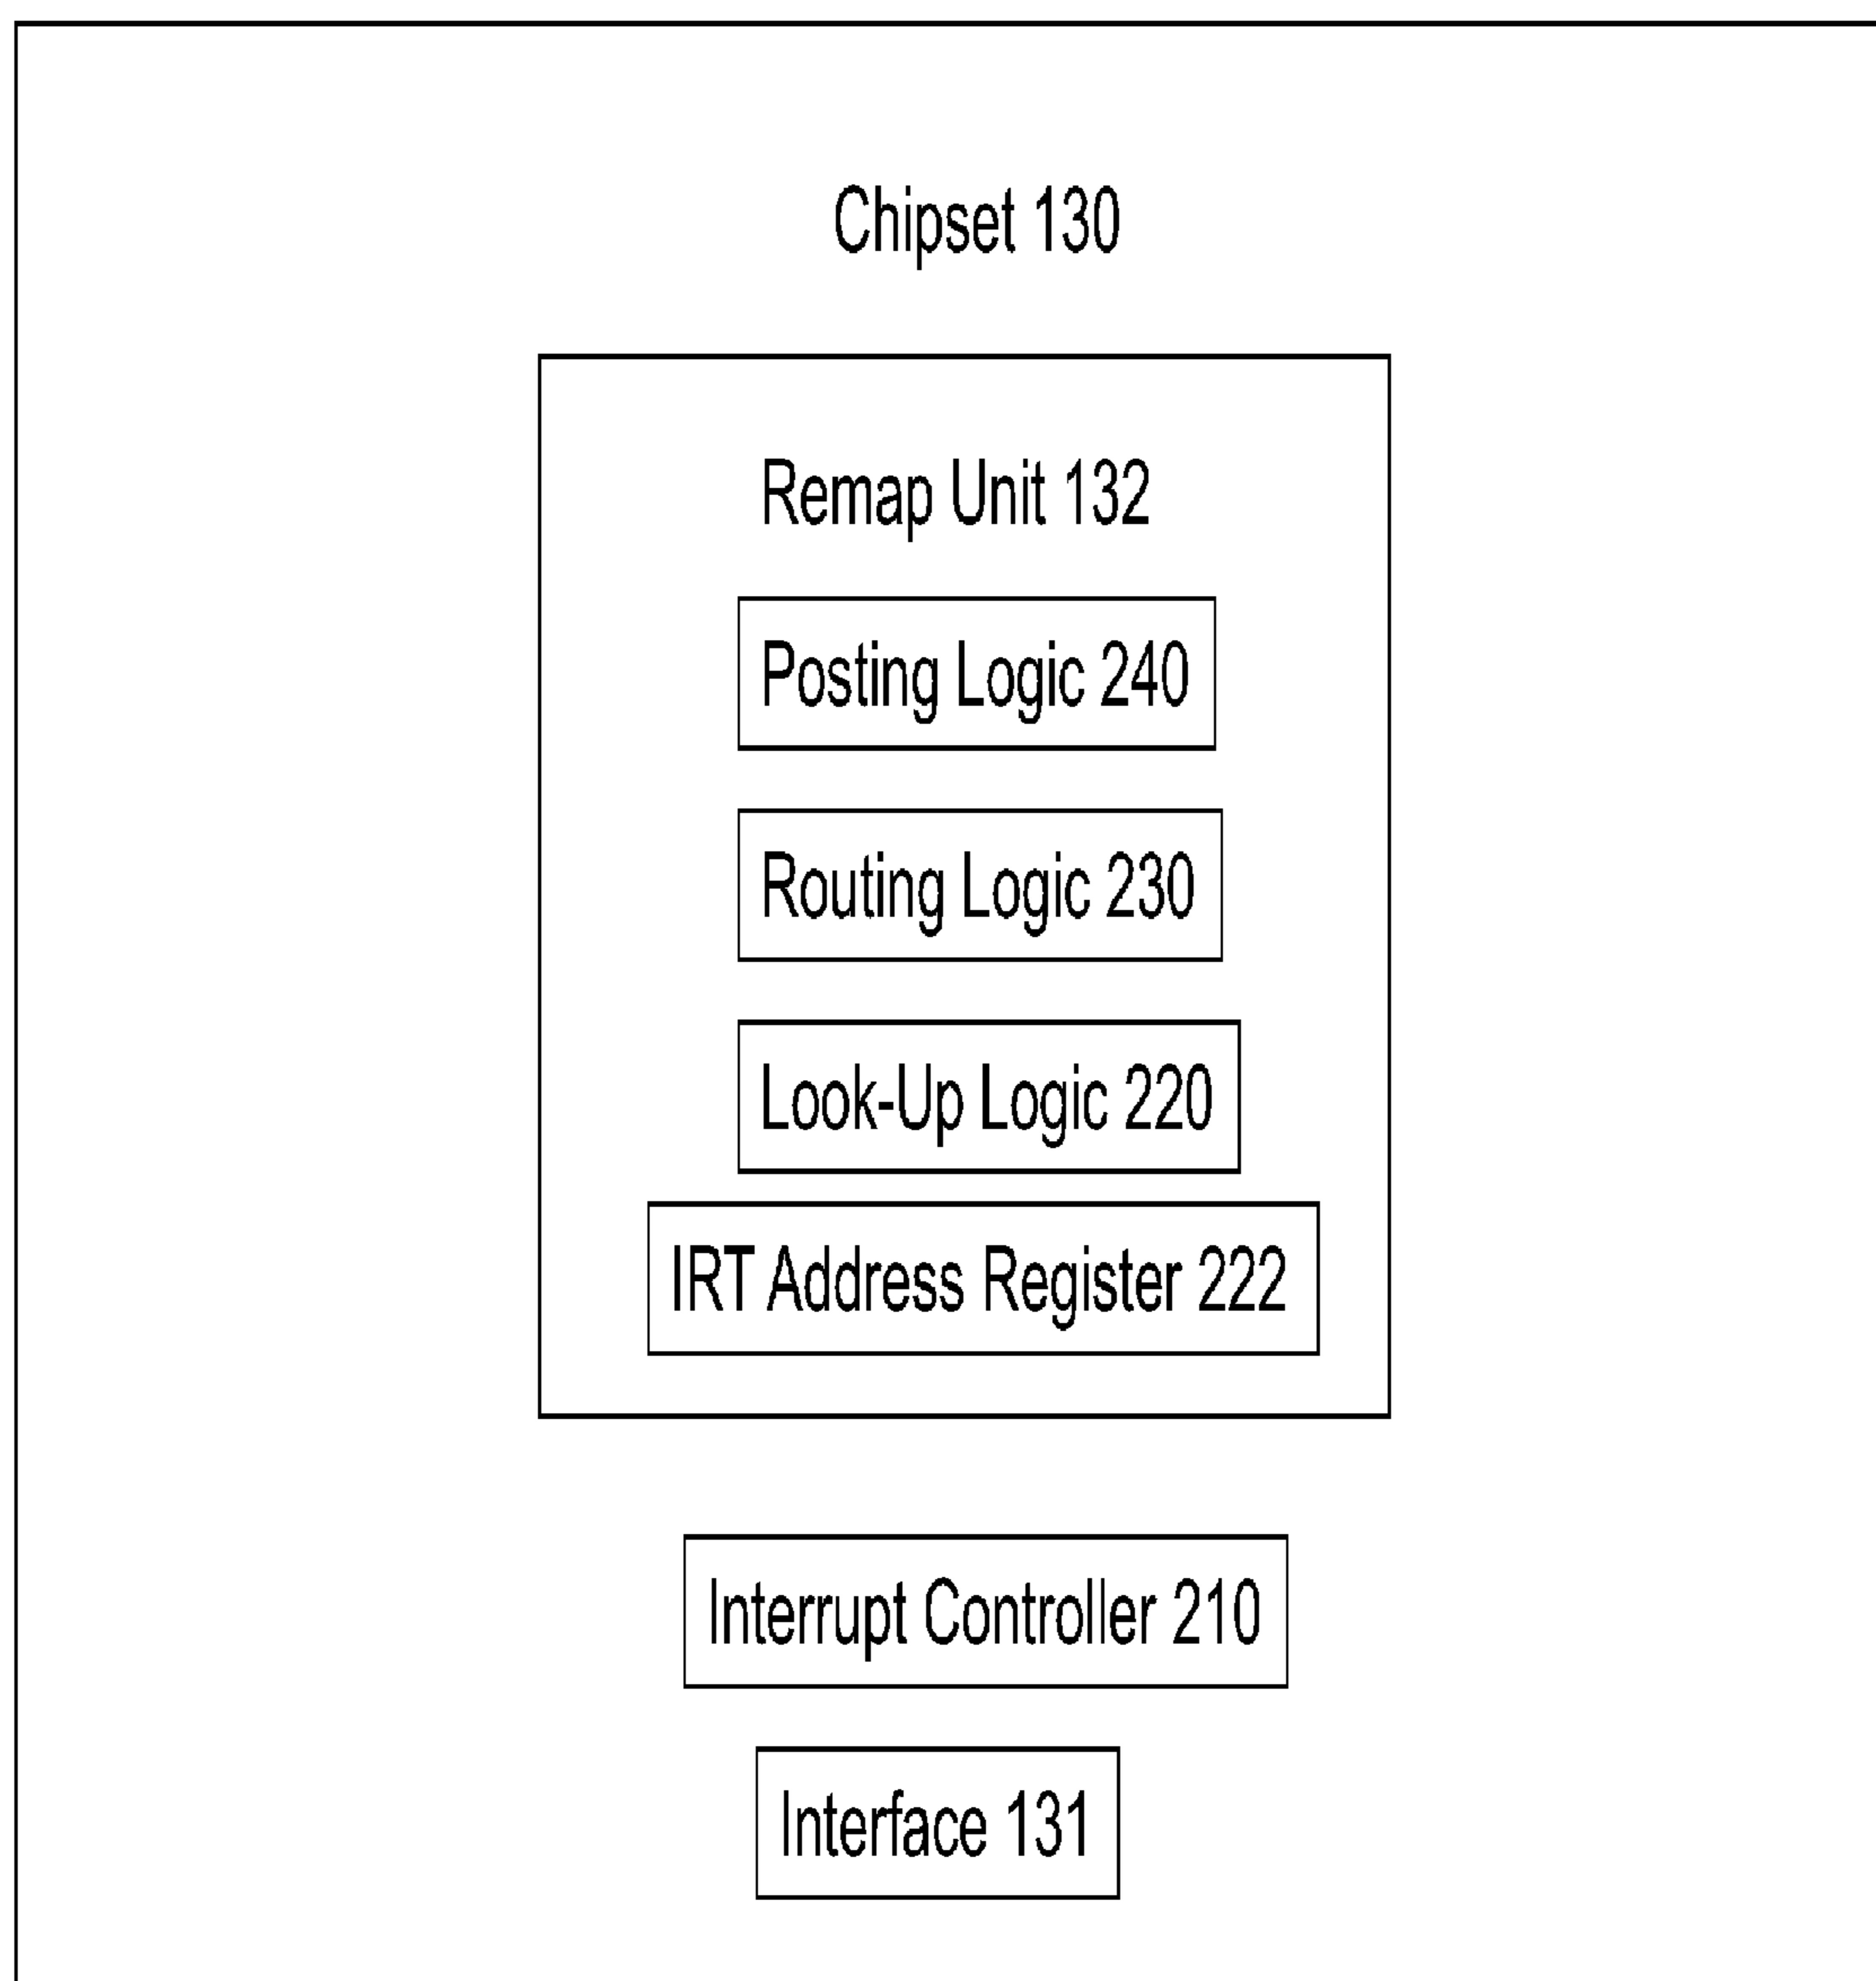 Chipset 130
Remap Unit 132
Posting Logic 240
Routing Logic 230
Look-Up Logic 220
IRT Address Register 222
Interrupt Controller 210
Interface 131